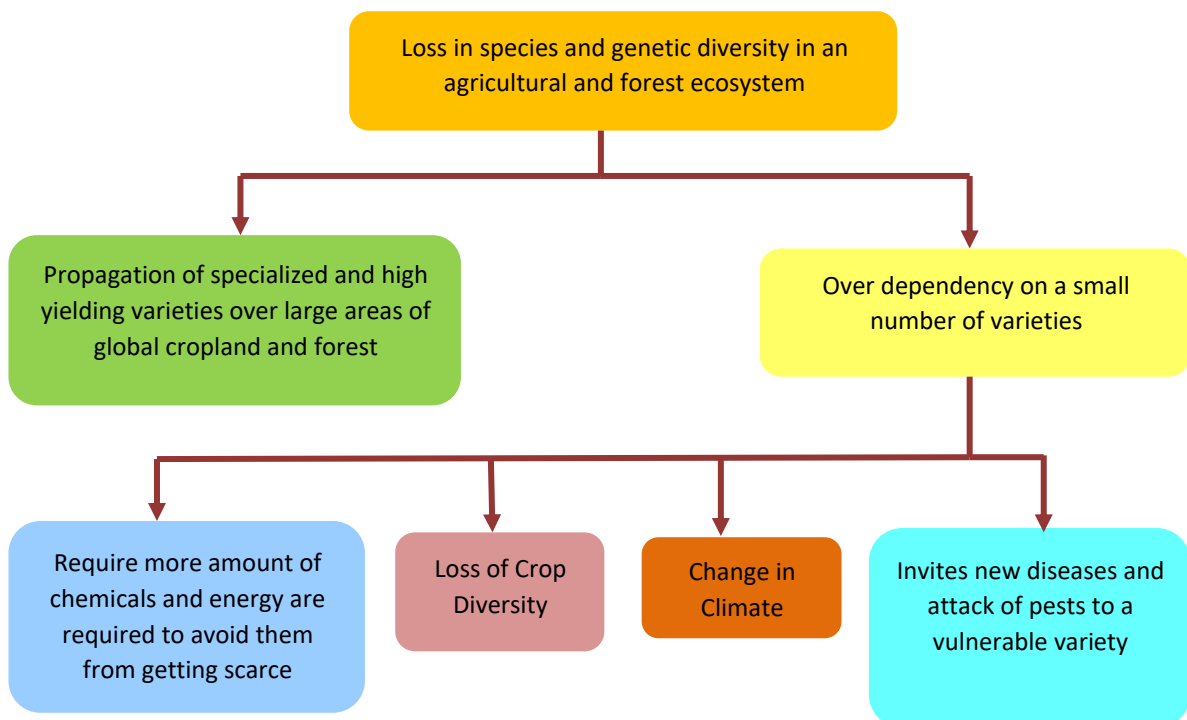 Loss in species and genetic diversity in an
agricultural and forest ecosystem
Propagation of specialized and high
yielding varieties over large areas of
global cropland and forest
Over dependency on a small
number of varieties
Require more amount of
chemicals and energy are
required to avoid them
from getting scarce
Loss of Crop
Diversity
Change in
Climate
Invites new diseases and
attack of pests to a
vulnerable variety